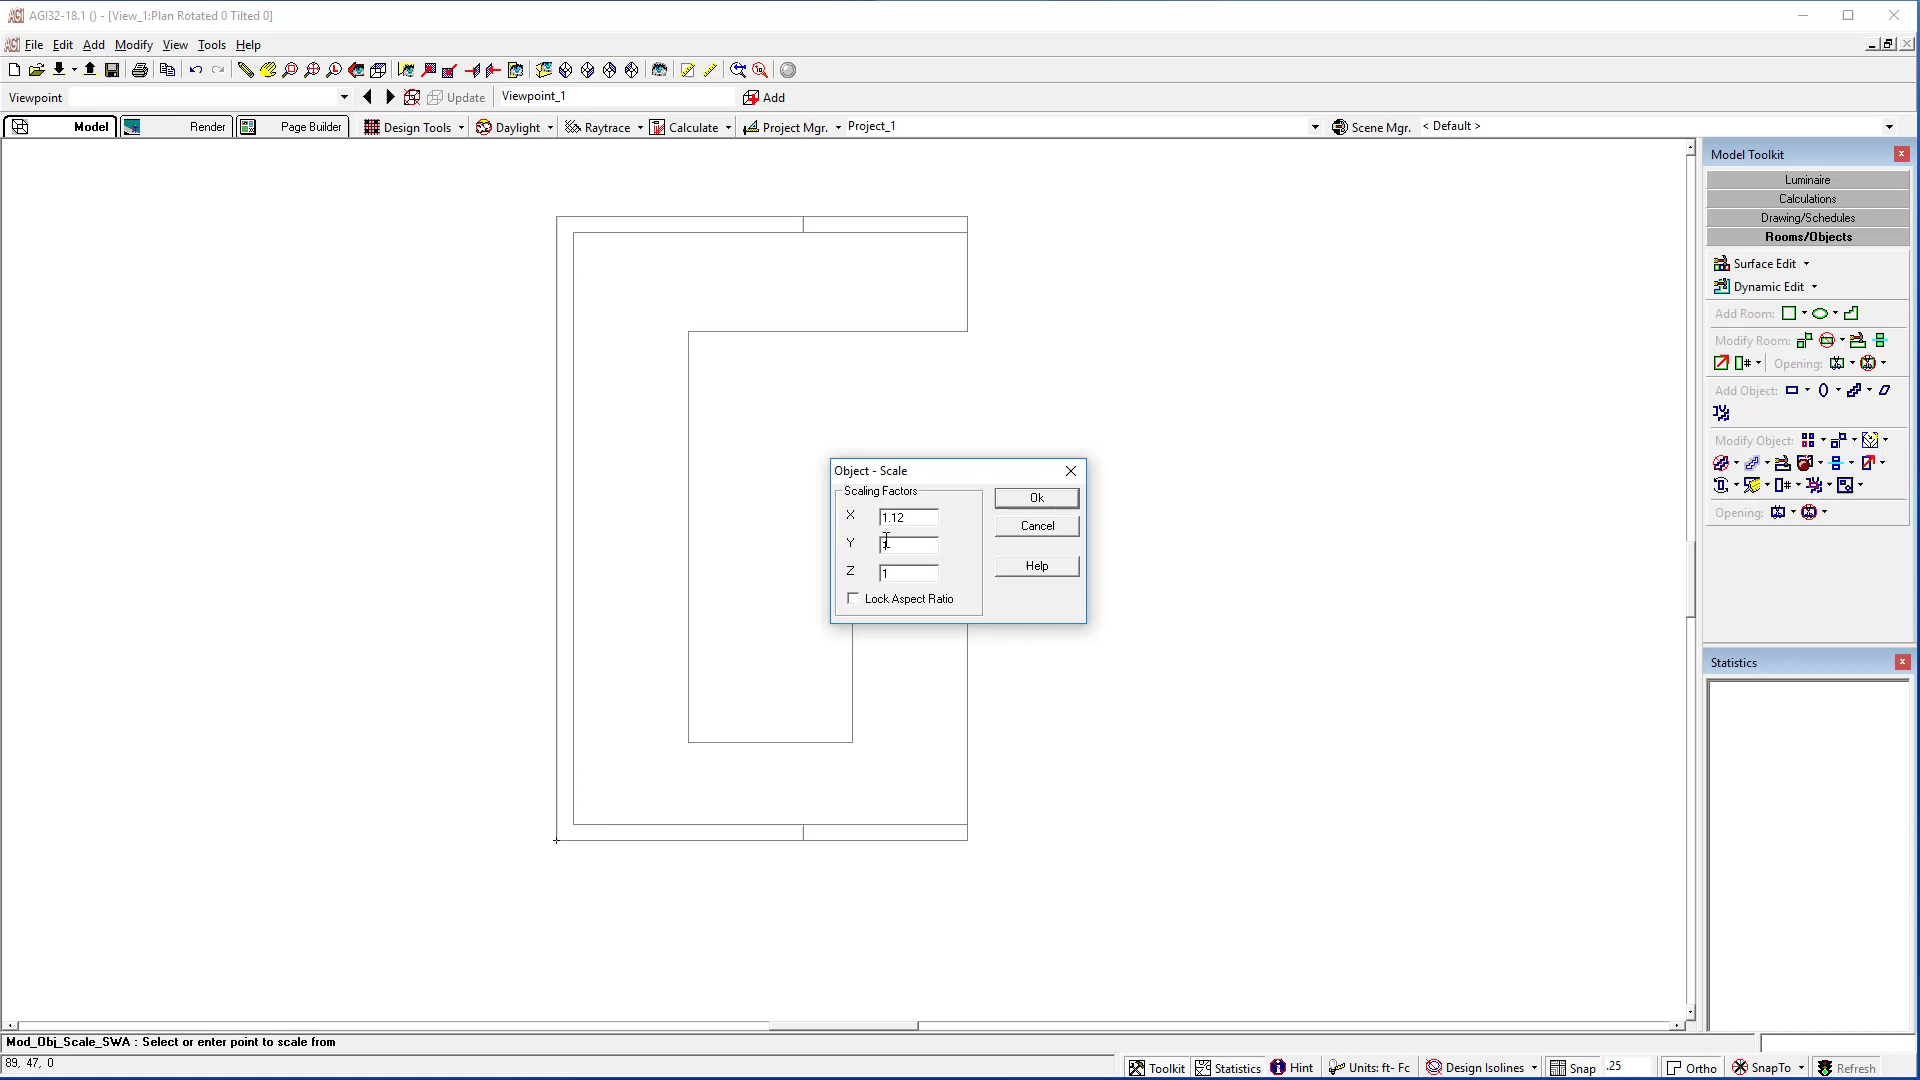 AGI AGI32-18.1 () - [View_1:Plan Rotated 0 Tilted 0]
AGI File Edit Add Modify View Tools Help
Viewpoint Update Viewpoint_1 Add
Model Render Page Builder Design Tools Daylight Raytrace Calculate Project Mgr. Project_1 Scene Mgr. < Default >
Model Toolkit
Luminaire
Calculations
Drawing/Schedules
Rooms/Objects
Surface Edit
Dynamic Edit
Add Room:
Modify Room:
Opening:
Add Object:
Modify Object:
Opening:
Object - Scale
Scaling Factors
X 1.12
Y
Z 1
Lock Aspect Ratio
Ok
Cancel
Help
Statistics
Mod_Obj_Scale_SWA : Select or enter point to scale from
89, 47, 0
Toolkit Statistics Hint Units: ft- Fc Design Isolines Snap .25 Ortho SnapTo Refresh